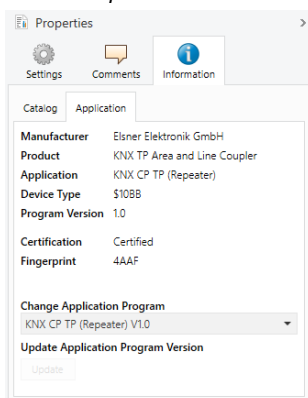 Properties
Settings Comments Information
Catalog Application
Manufacturer Elsner Elektronik GmbH
Product KNX TP Area and Line Coupler
Application KNX CP TP (Repeater)
Device Type $10BB
Program Version 1.0
Certification Certified
Fingerprint 4AAF
Change Application Program
KNX CP TP (Repeater) V1.0
Update Application Program Version
Update